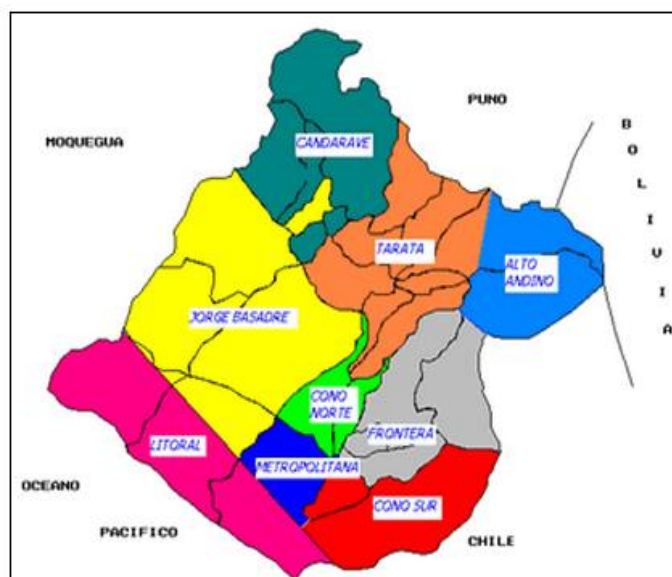 PUNO
MOQUEGUA
B
O
L
I
V
I
A
CANDARAVE
TARATA
ALTO
ANDINO
JORGE BASADRE
CONO
NORTE
LITORAL
FRONTERA
METROPOLITANA
OCEANO
PACIFICO
CONO SUR
CHILE